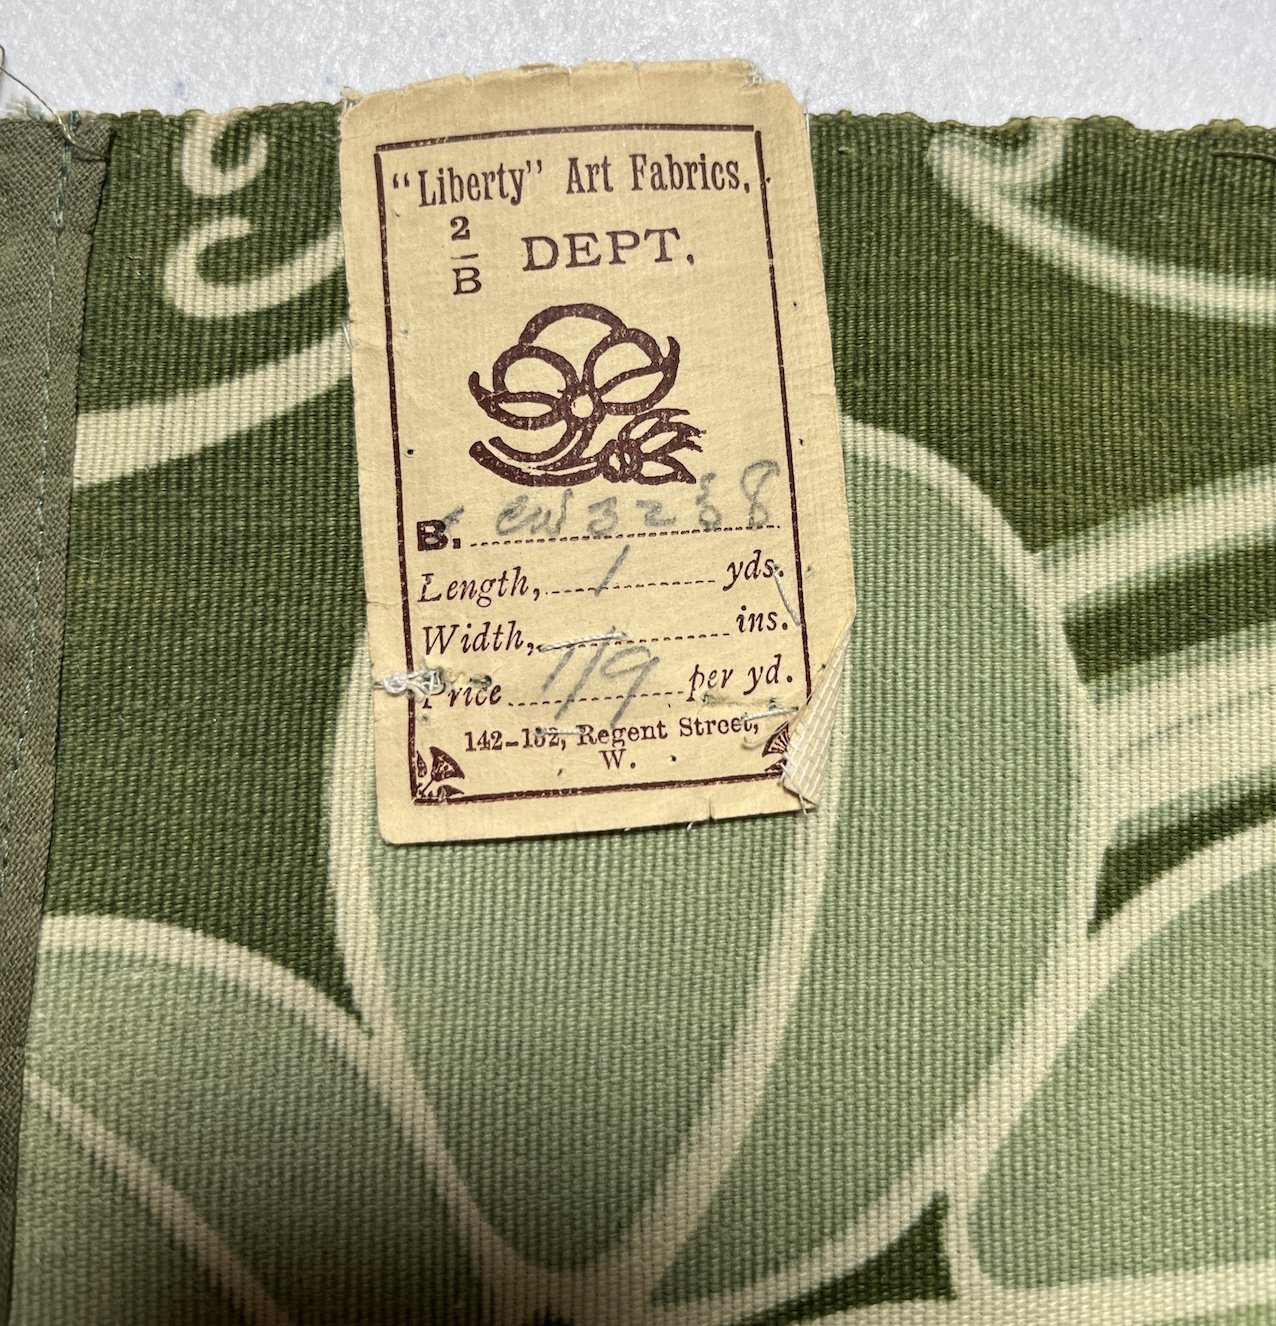 "Liberty" Art Fabrics.
2/B DEPT.
B. 3238
Length, 1 yds.
Width, ins.
Price 1/9 per yd.
142-152, Regent Street,
W.